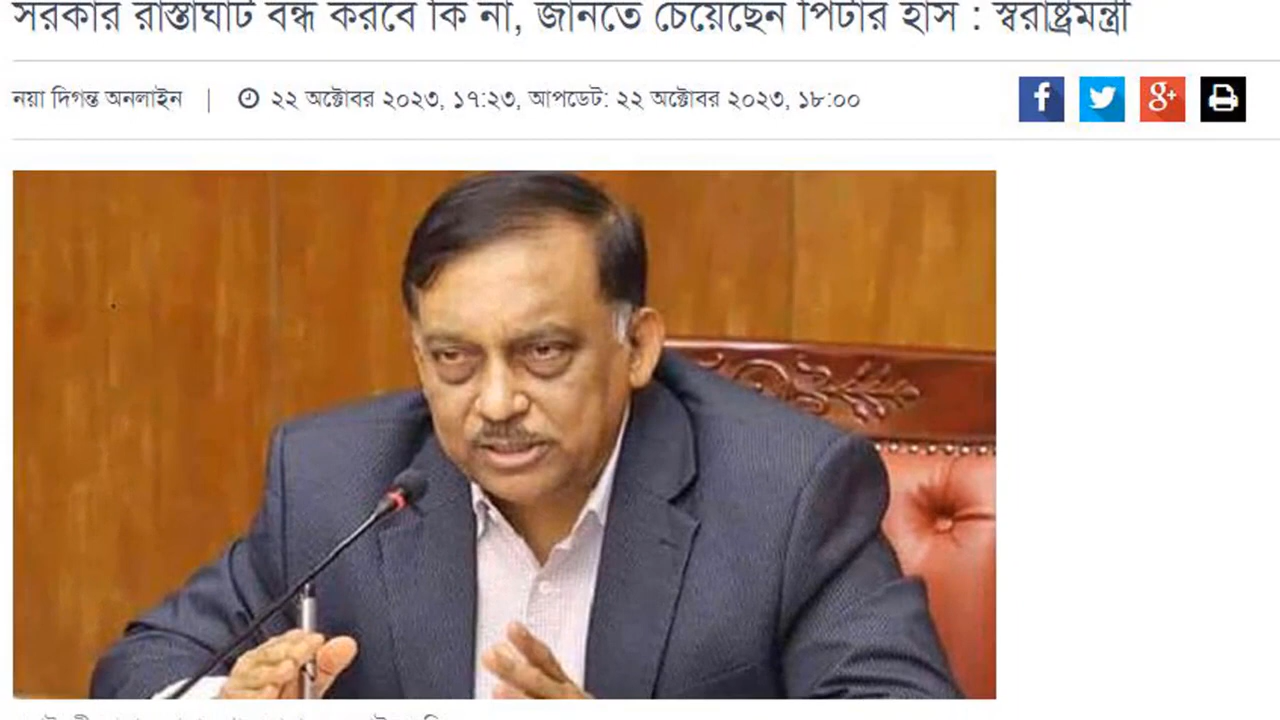 সরকার রাস্তাঘাট বন্ধ করবে কি না, জানতে চেয়েছেন পিটার হাস : স্বরাষ্ট্রমন্ত্রী
নয়া দিগন্ত অনলাইন | ২২ অক্টোবর ২০২৩, ১৭:২৩, আপডেট: ২২ অক্টোবর ২০২৩, ১৮:০০